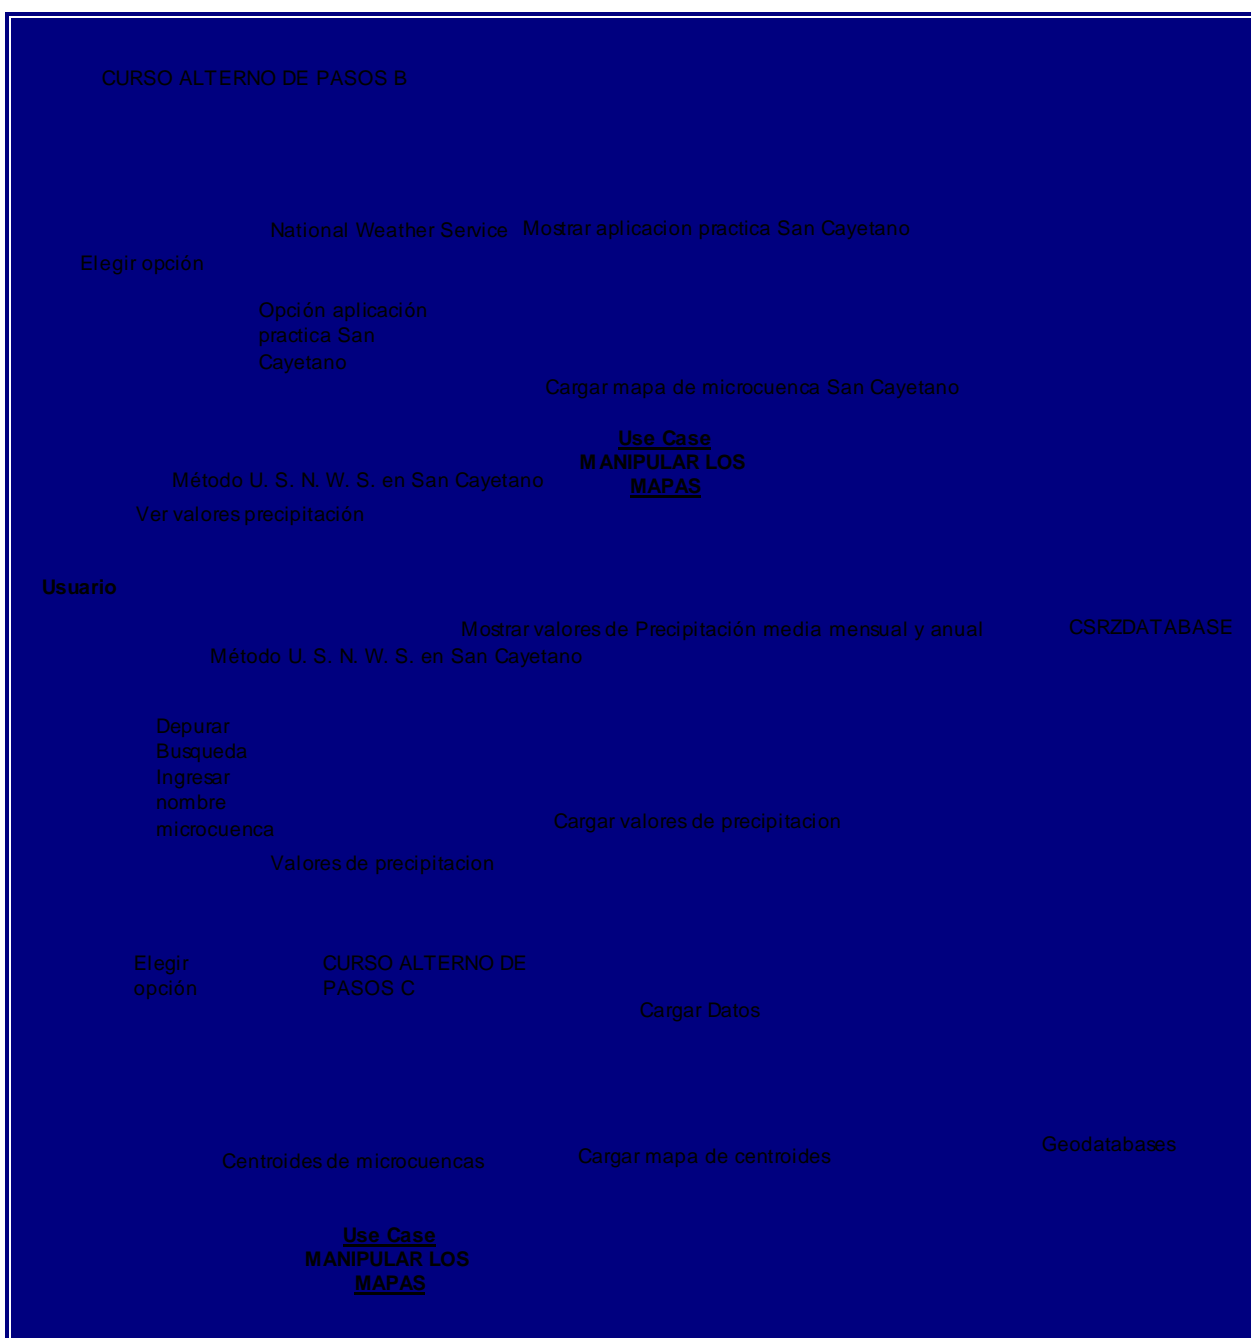 CURSO ALTERNO DE PASOS B
National Weather Service
Mostrar aplicacion practica San Cayetano
Elegir opción
Opción aplicación
practica San
Cayetano
Cargar mapa de microcuenca San Cayetano
Use Case
MANIPULAR LOS
MAPAS
Método U. S. N. W. S. en San Cayetano
Ver valores precipitación
Usuario
Mostrar valores de Precipitación media mensual y anual
CSRZDATABASE
Método U. S. N. W. S. en San Cayetano
Depurar
Busqueda
Ingresar
nombre
microcuenca
Cargar valores de precipitacion
Valores de precipitacion
Elegir
opción
CURSO ALTERNO DE
PASOS C
Cargar Datos
Geodatabases
Centroides de microcuencas
Cargar mapa de centroides
Use Case
MANIPULAR LOS
MAPAS